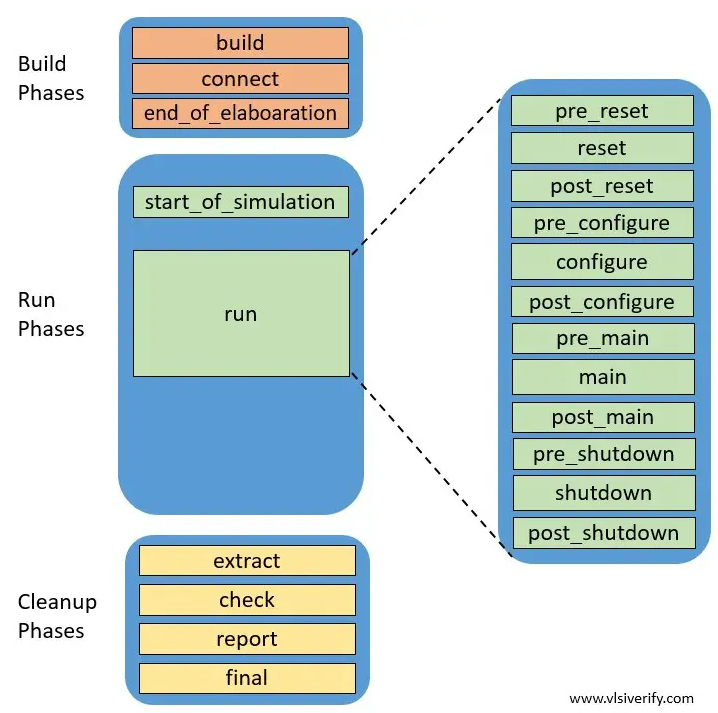 Build
Phases
build
connect
end_of_elaboaration
Run
Phases
start_of_simulation
run
pre_reset
reset
post_reset
pre_configure
configure
post_configure
pre_main
main
post_main
pre_shutdown
shutdown
post_shutdown
Cleanup
Phases
extract
check
report
final
www.vlsiverify.com